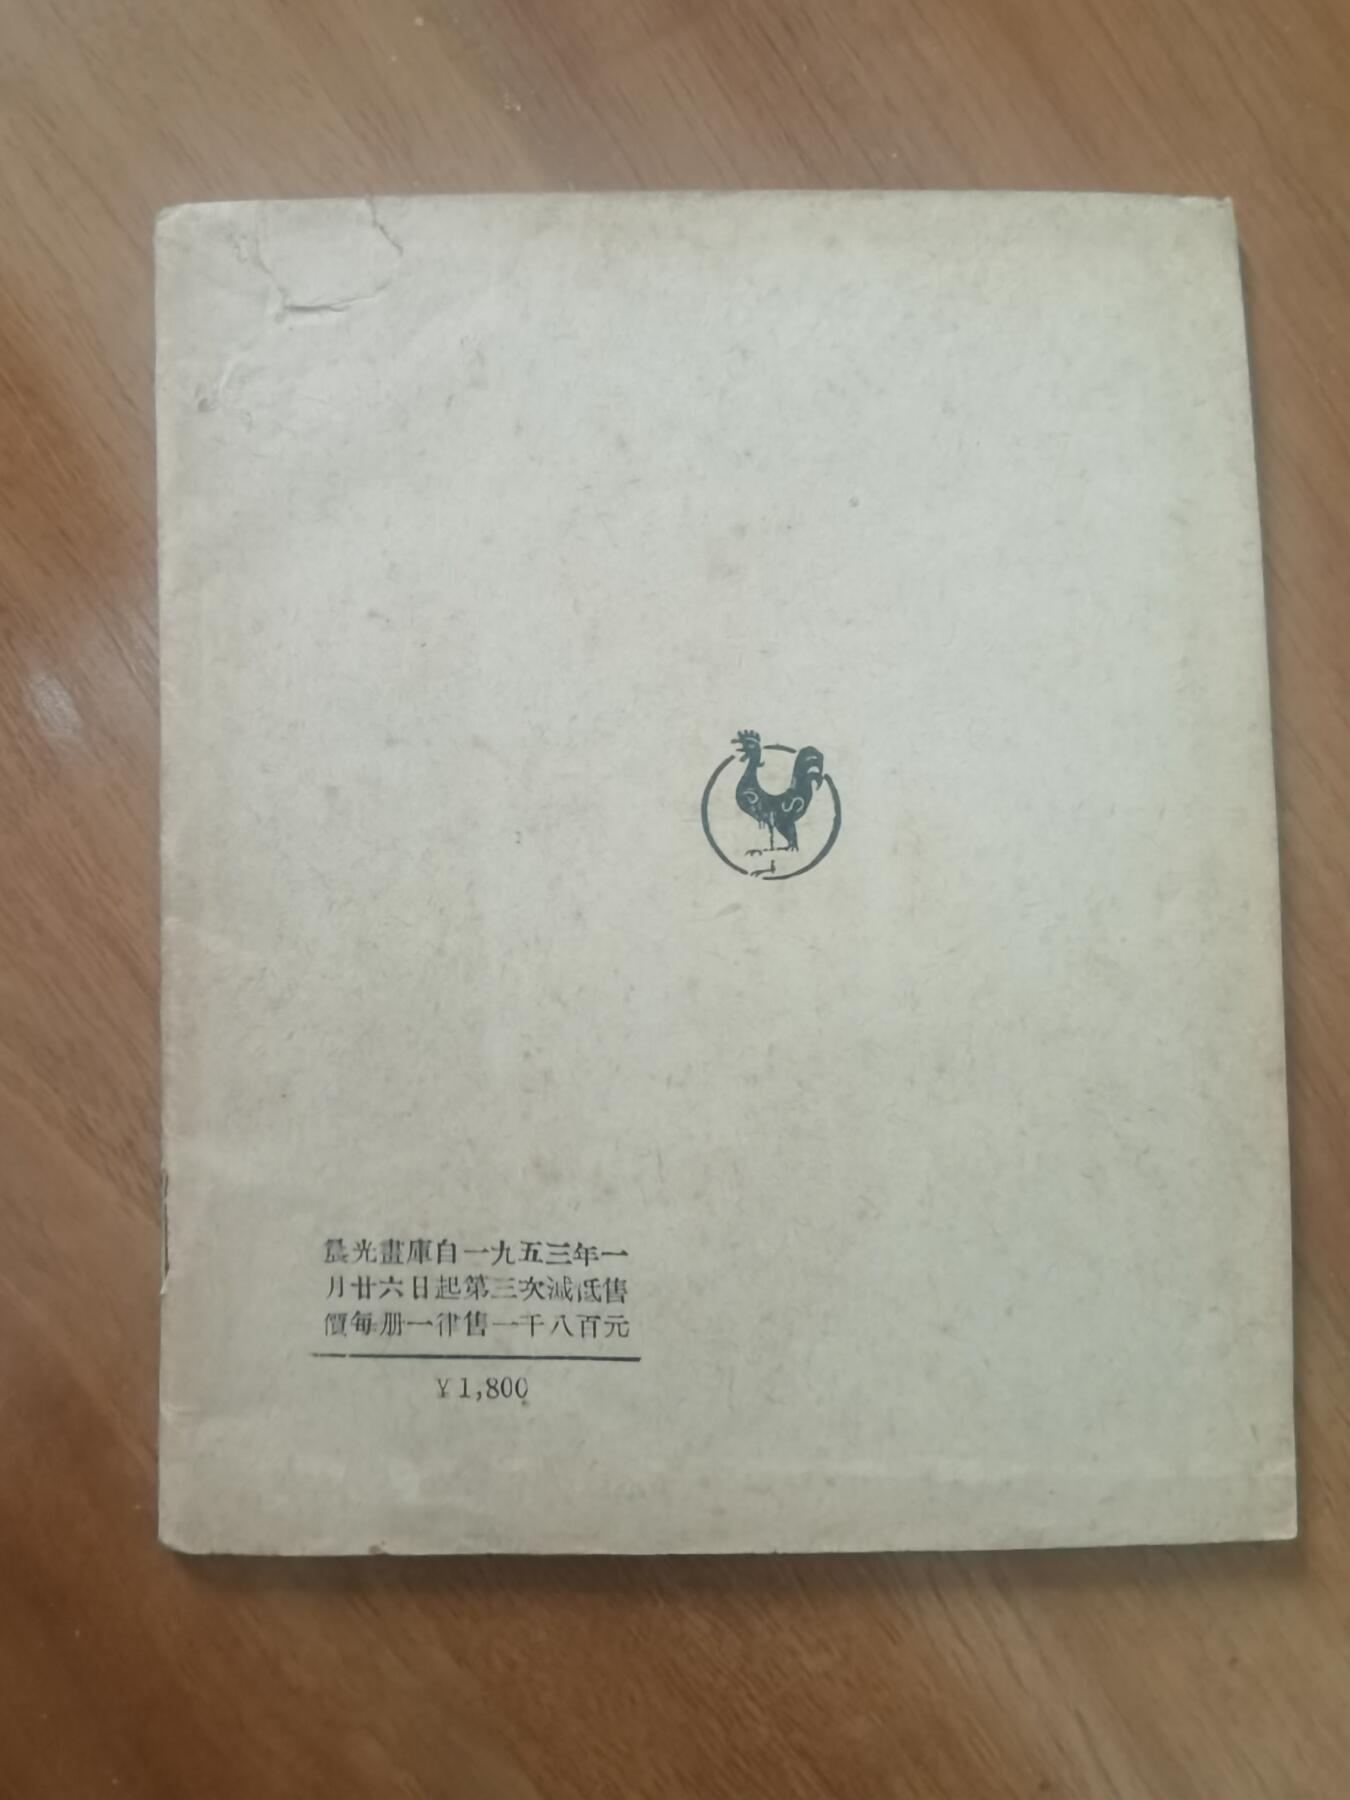 晨光畫庫自一九五三年一
月廿六日起第三次減低售
價每册一律售一千八百元
¥1,800